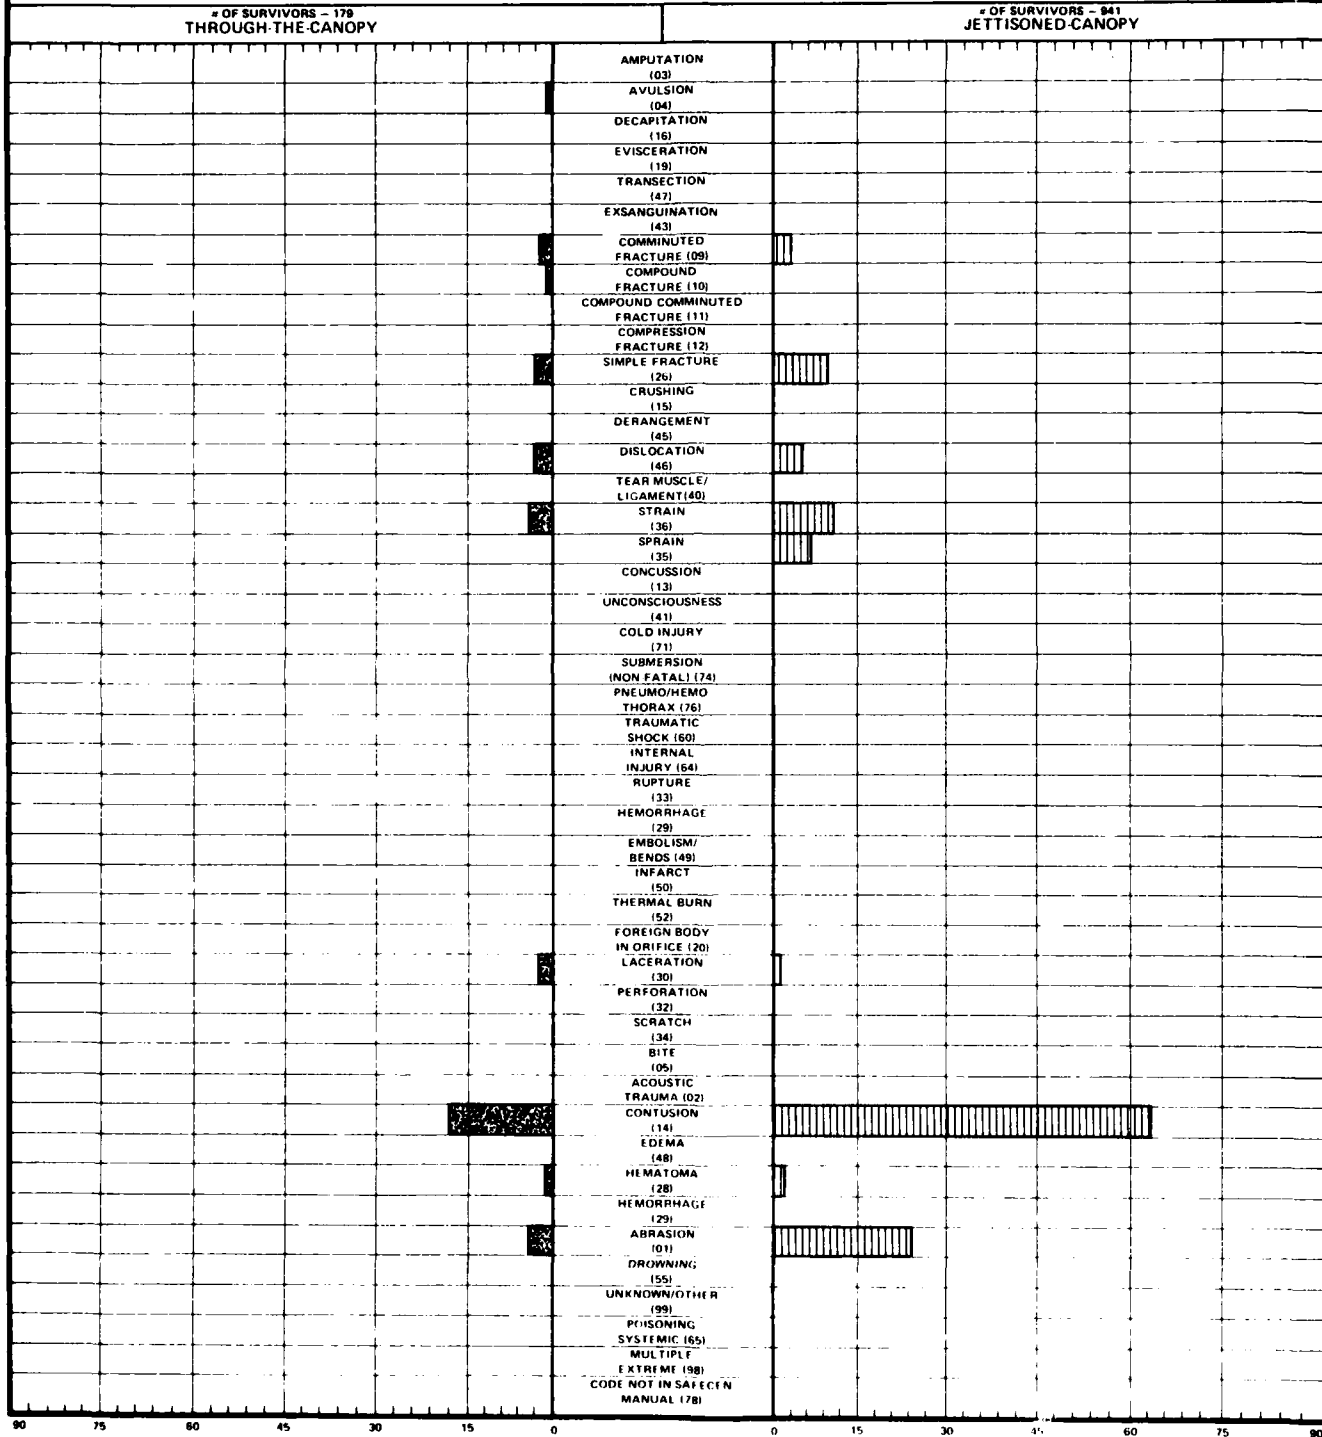 # OF SURVIVORS – 179
THROUGH-THE-CANOPY
# OF SURVIVORS – 941
JETTISONED-CANOPY
AMPUTATION
(03)
AVULSION
(04)
DECAPITATION
(16)
EVISCERATION
(19)
TRANSECTION
(47)
EXSANGUINATION
(43)
COMMINUTED
FRACTURE (09)
COMPOUND
FRACTURE (10)
COMPOUND COMMINUTED
FRACTURE (11)
COMPRESSION
FRACTURE (12)
SIMPLE FRACTURE
(26)
CRUSHING
(15)
DERANGEMENT
(45)
DISLOCATION
(46)
TEAR MUSCLE/
LIGAMENT(40)
STRAIN
(36)
SPRAIN
(35)
CONCUSSION
(13)
UNCONSCIOUSNESS
(41)
COLD INJURY
(71)
SUBMERSION
(NON FATAL) (74)
PNEUMO/HEMO
THORAX (76)
TRAUMATIC
SHOCK (60)
INTERNAL
INJURY (64)
RUPTURE
(33)
HEMORRHAGE
(29)
EMBOLISM/
BENDS (49)
INFARCT
(50)
THERMAL BURN
(52)
FOREIGN BODY
IN ORIFICE (20)
LACERATION
(30)
PERFORATION
(32)
SCRATCH
(34)
BITE
(05)
ACOUSTIC
TRAUMA (02)
CONTUSION
(14)
EDEMA
(48)
HEMATOMA
(28)
HEMORRHAGE
(29)
ABRASION
(01)
DROWNING
(55)
UNKNOWN/OTHER
(99)
POISONING
SYSTEMIC (65)
MULTIPLE
EXTREME (98)
CODE NOT IN SAFECEN
MANUAL (78)
90 75 60 45 30 15 0 0 15 30 45 60 75 90